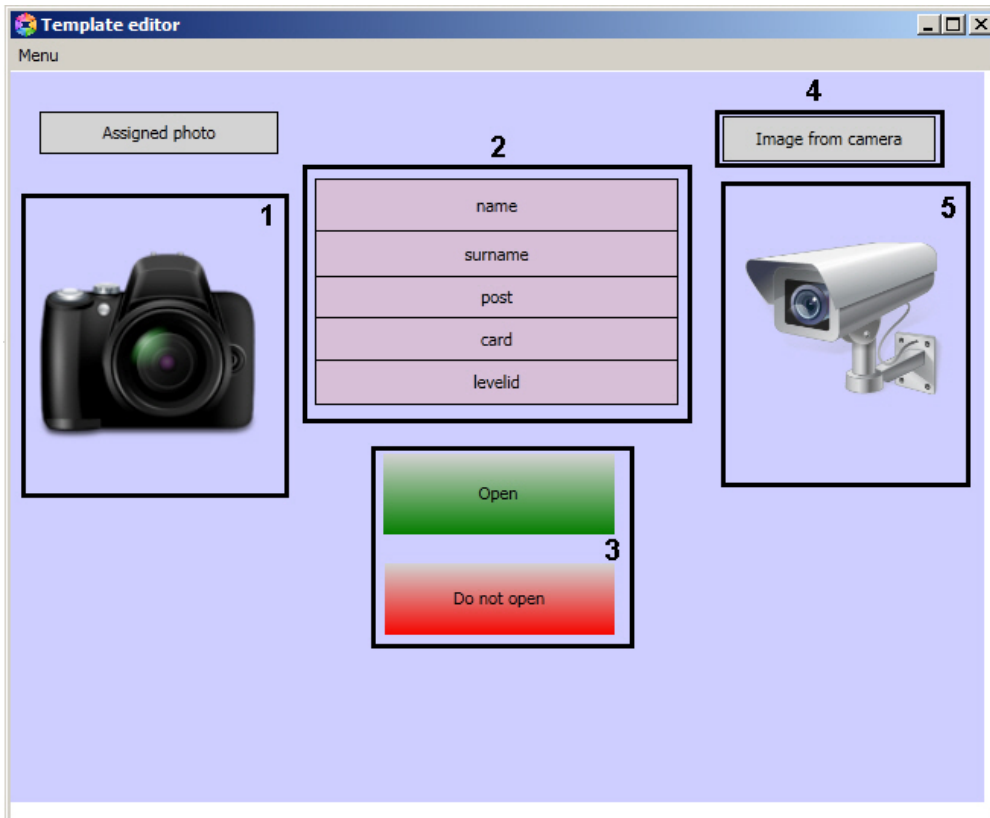 Template editor
Menu
4
Assigned photo
Image from camera
2
1
name
5
surname
post
card
levelid
Open
3
Do not open